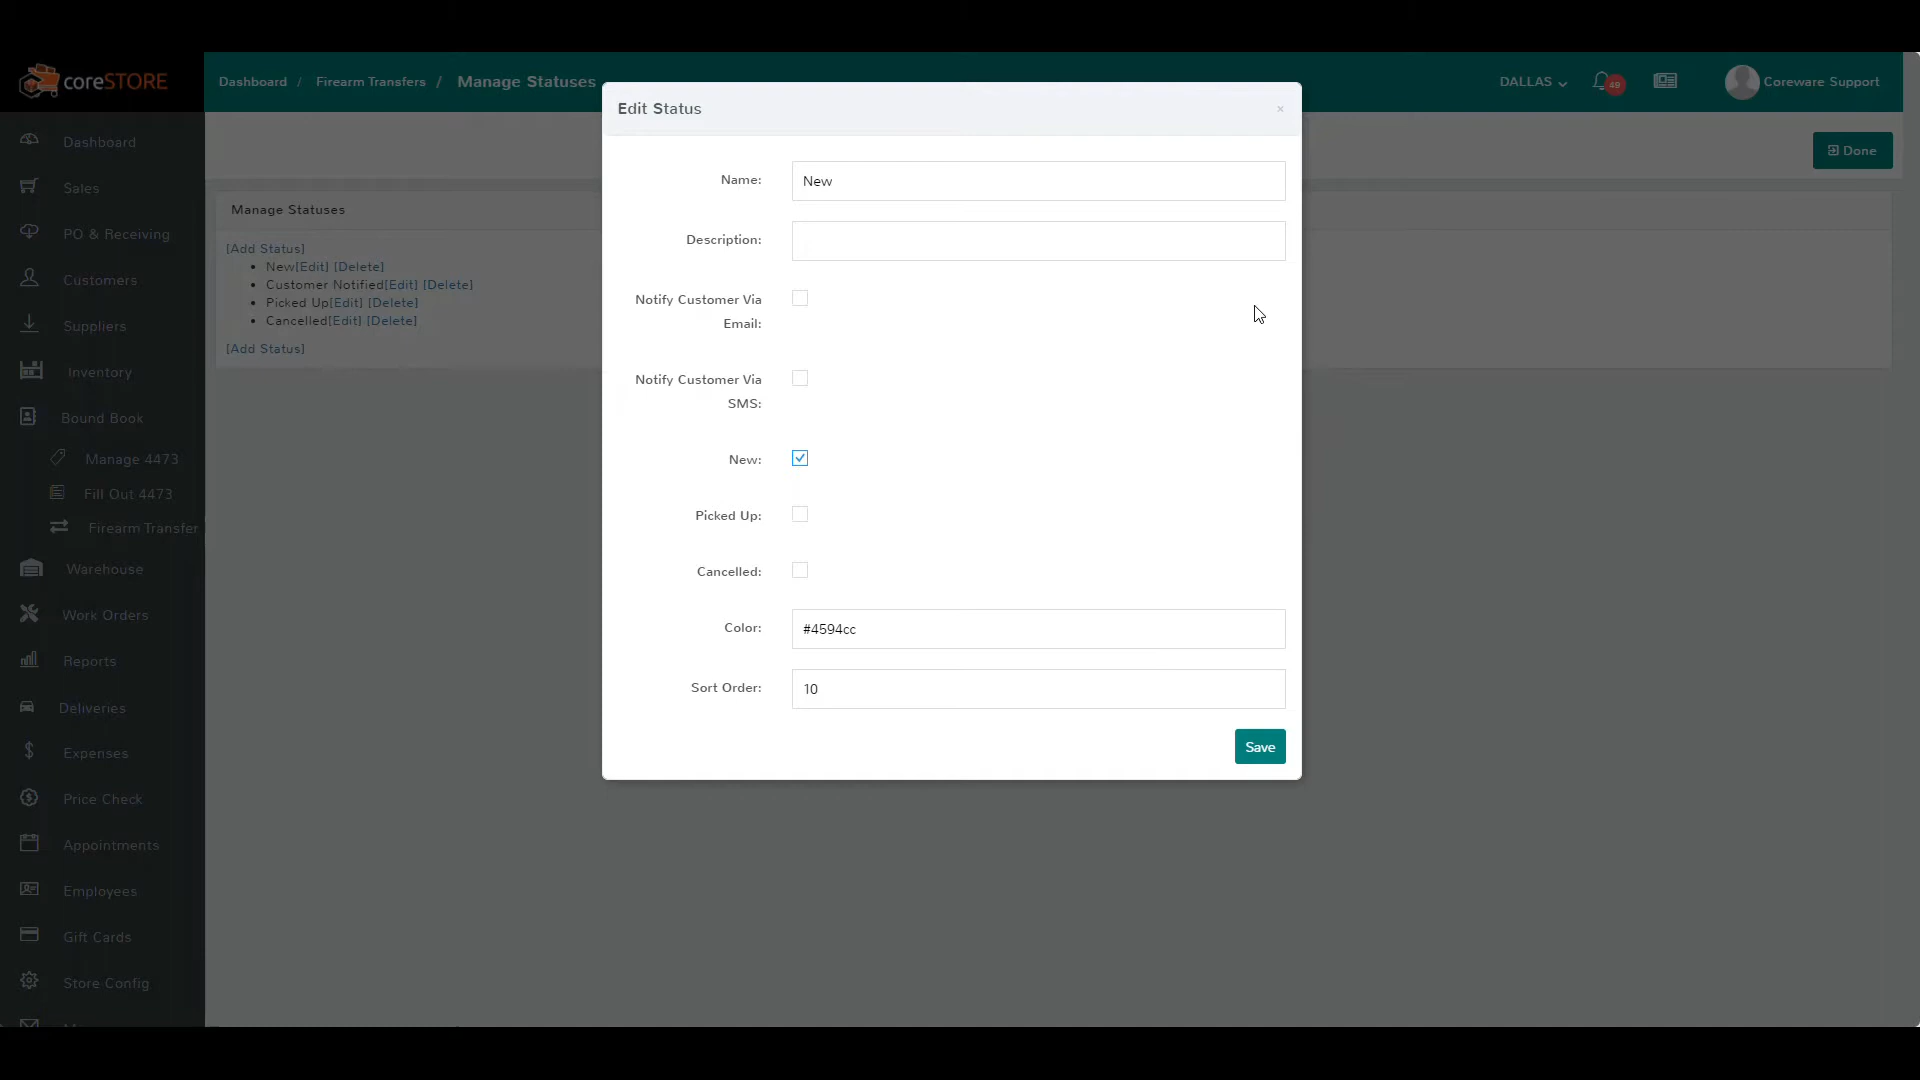 coreSTORE
Dashboard / Firearm Transfers / Manage Statuses
DALLAS
49
Coreware Support
Edit Status
×
Done
Dashboard
Sales
PO & Receiving
Customers
Suppliers
Inventory
Bound Book
Manage 4473
Fill Out 4473
Firearm Transfer
Warehouse
Work Orders
Reports
Deliveries
Expenses
Price Check
Appointments
Employees
Gift Cards
Store Config
Manage Statuses
[Add Status]
New[Edit] [Delete]
Customer Notified[Edit] [Delete]
Picked Up[Edit] [Delete]
Cancelled[Edit] [Delete]
[Add Status]
Name: New
Description:
Notify Customer Via
Email:
Notify Customer Via
SMS:
New:
Picked Up:
Cancelled:
Color: #4594cc
Sort Order: 10
Save